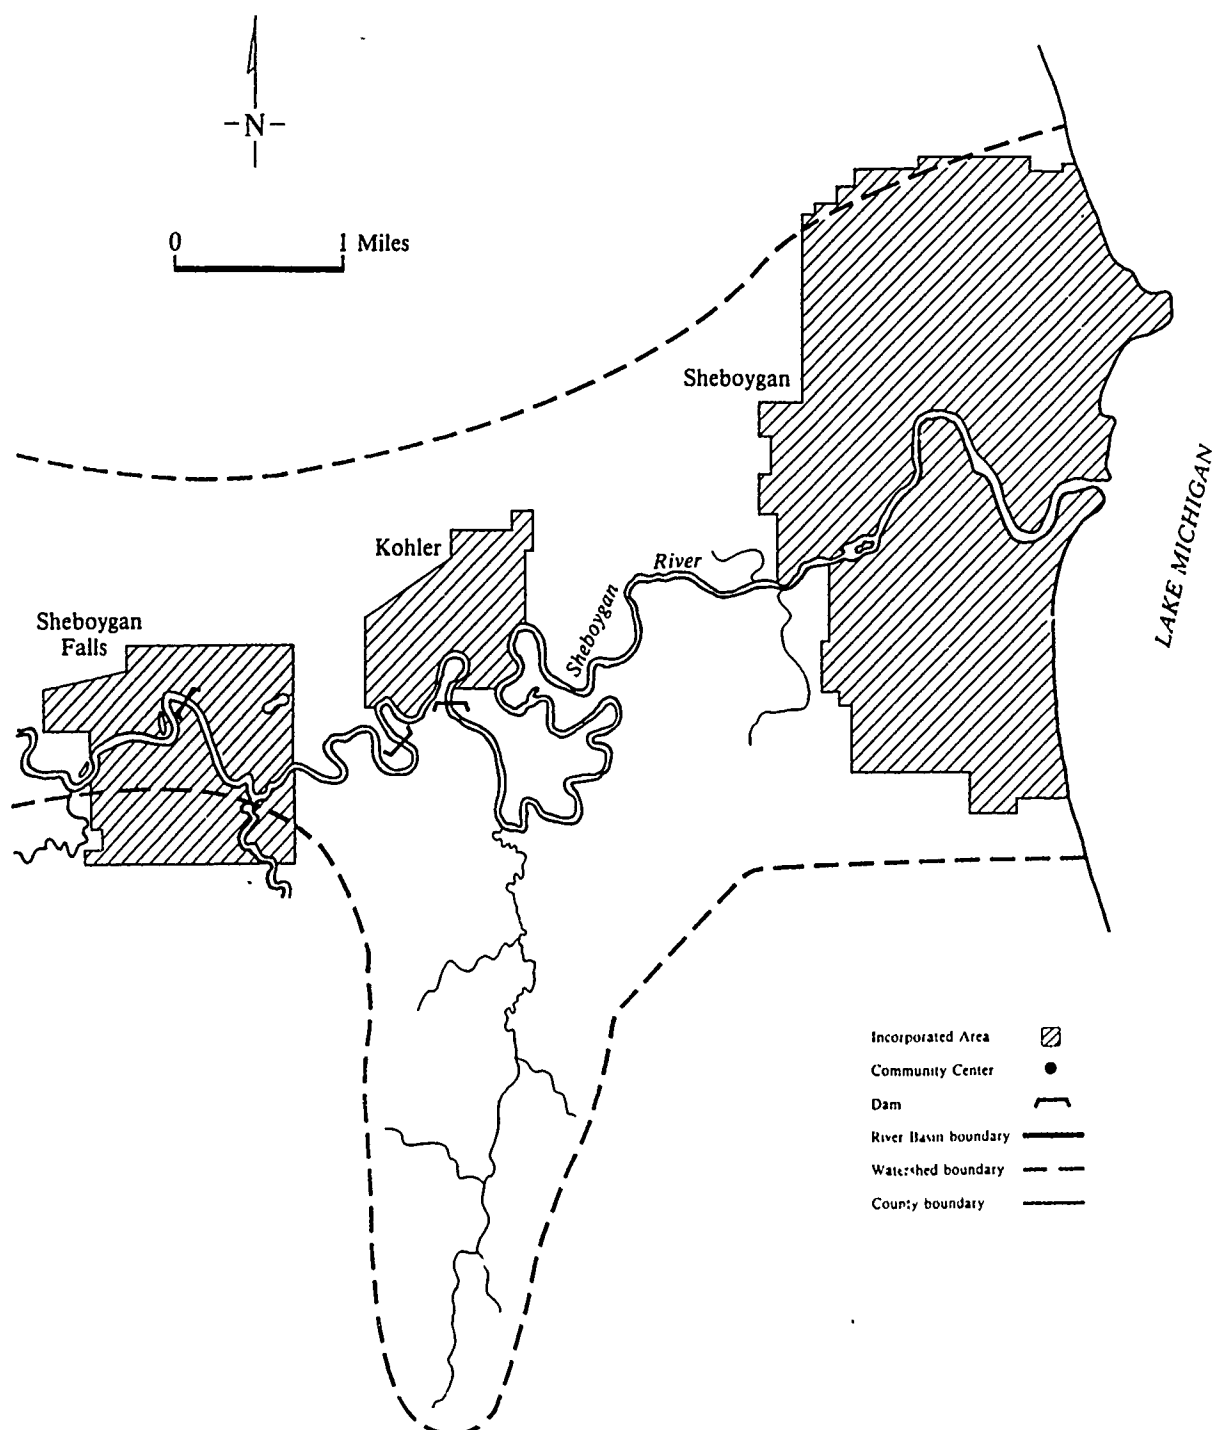 -N-
0 1 Miles
Sheboygan
Kohler
River
Sheboygan
Sheboygan
Falls
LAKE MICHIGAN
Incorporated Area
Community Center
Dam
River Basin boundary
Watershed boundary
County boundary